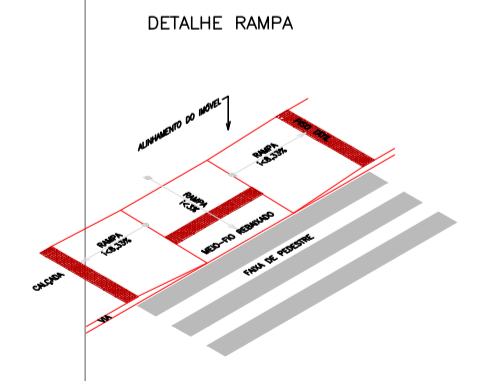 DETALHE RAMPA
ALINHAMENTO DO IMÓVEL
PISO TÁTIL
RAMPA
i<8,33%
RAMPA
i<5%
RAMPA
i<8,33%
MEIO-FIO REBAIXADO
FAIXA DE PEDESTRE
CALÇADA
VIA